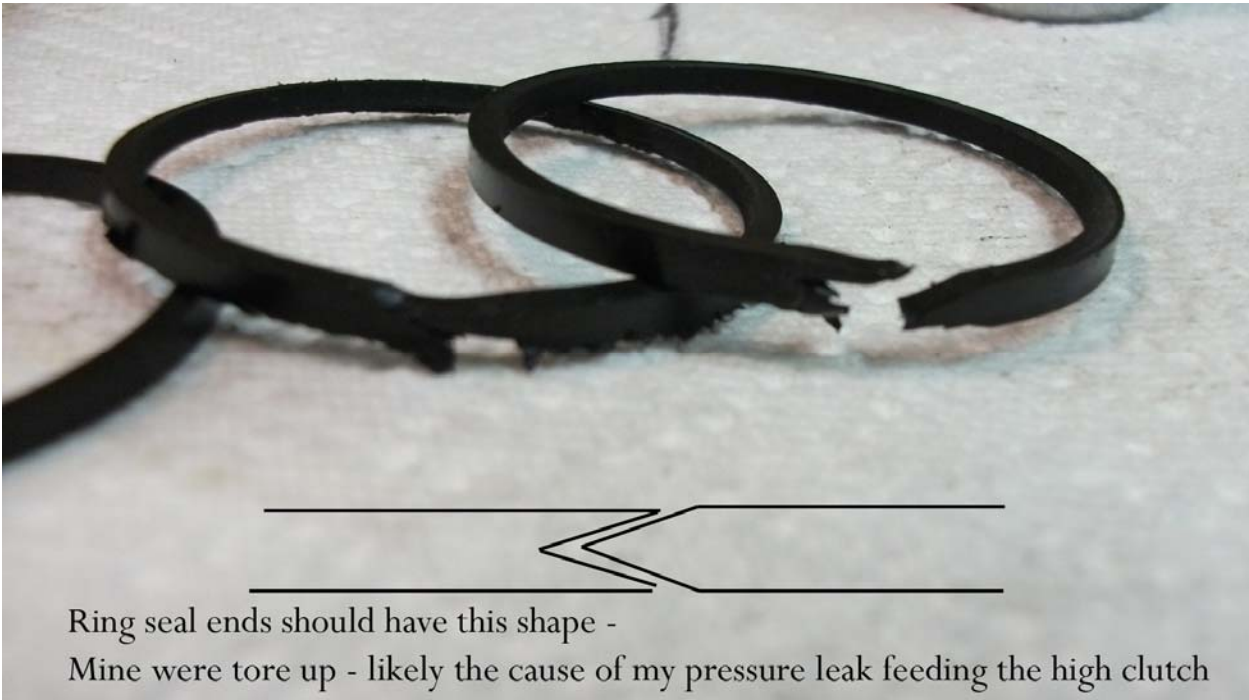 Ring seal ends should have this shape -
Mine were tore up - likely the cause of my pressure leak feeding the high clutch